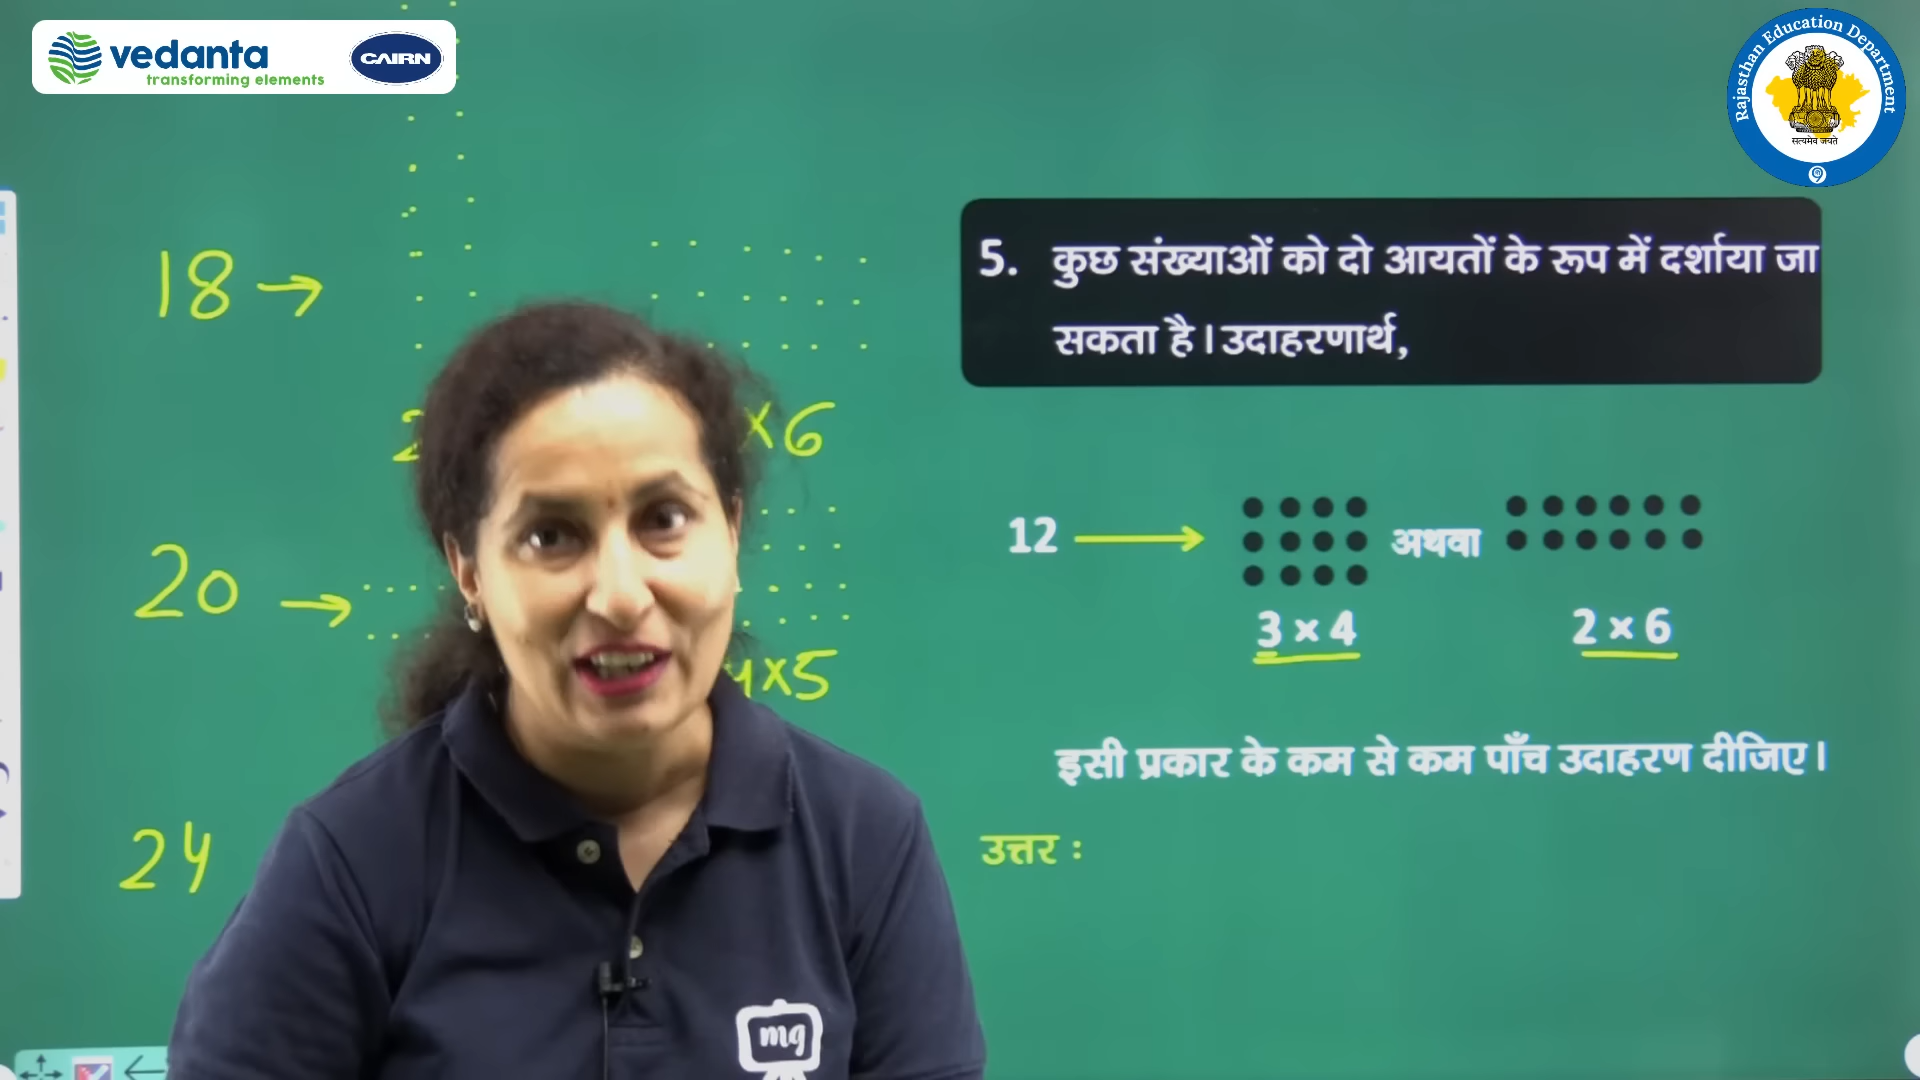 vedanta
transforming elements
CAIRN
Rajasthan Education Department
सत्यमेव जयते
18 →
× 6
20 →
4 × 5
24
5. कुछ संख्याओं को दो आयतों के रूप में दर्शाया जा
सकता है। उदाहरणार्थ,
12
अथवा
3 × 4
2 × 6
इसी प्रकार के कम से कम पाँच उदाहरण दीजिए।
उत्तर :
mg